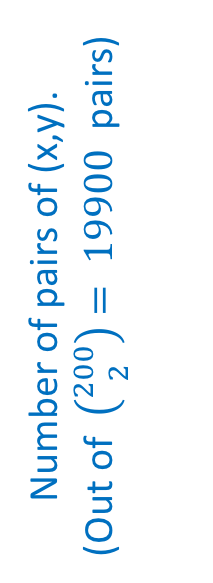 Number of pairs of (x,y).
(Out of (200 2) = 19900 pairs)